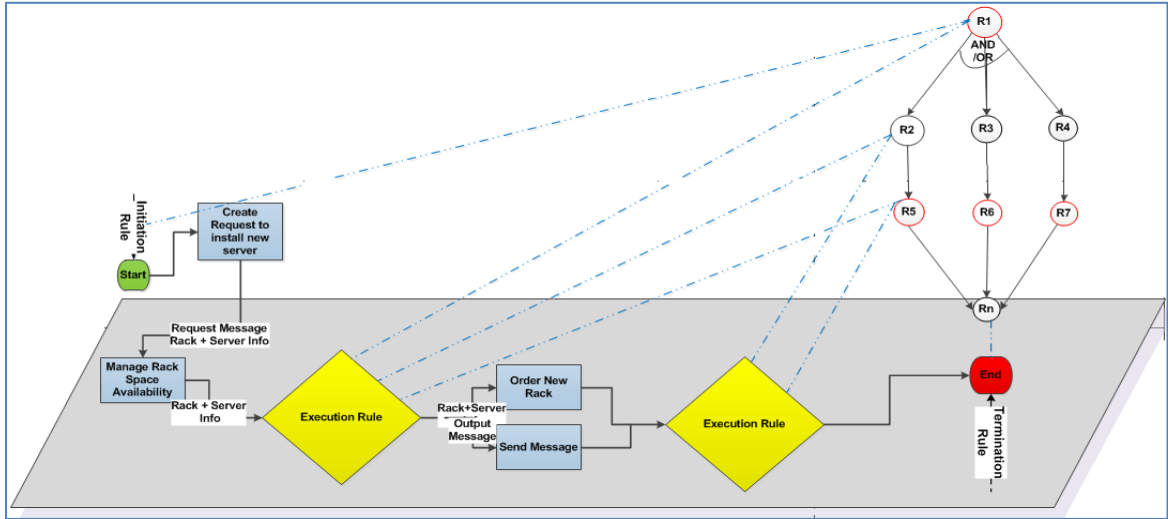 R1
AND
/OR
R2
R3
R4
R5
R6
R7
Rn
_Initiation
Rule
Start
Create
Request to
install new
server
Request Message
Rack + Server Info
Manage Rack
Space
Availability
Rack + Server
Info
Execution Rule
Rack+Server
Output
Message
Order New
Rack
Send Message
Execution Rule
End
Termination
Rule